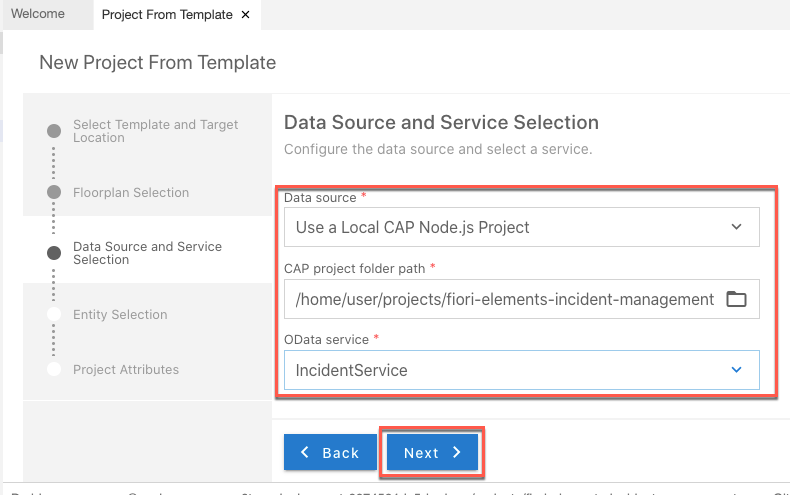 Welcome
Project From Template ×
New Project From Template
Select Template and Target
Location
Floorplan Selection
Data Source and Service
Selection
Entity Selection
Project Attributes
Data Source and Service Selection
Configure the data source and select a service.
Data source *
Use a Local CAP Node.js Project
CAP project folder path *
/home/user/projects/fiori-elements-incident-management
OData service *
IncidentService
Back
Next